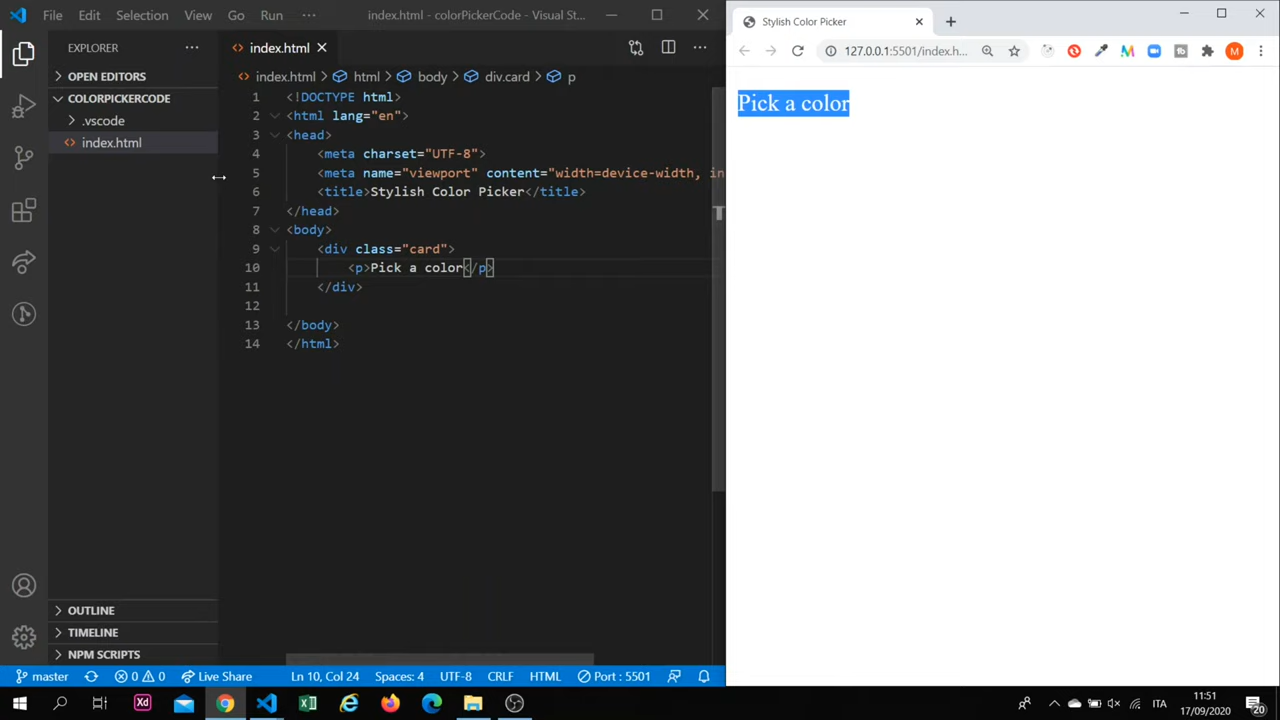 File Edit Selection View Go Run ··· index.html - colorPickerCode - Visual St...
EXPLORER ···
OPEN EDITORS
COLORPICKERCODE
.vscode
index.html
index.html
index.html > html > body > div.card > p
1 <!DOCTYPE html>
2 <html lang="en">
3 <head>
4 <meta charset="UTF-8">
5 <meta name="viewport" content="width=device-width, in
6 <title>Stylish Color Picker</title>
7 </head>
8 <body>
9 <div class="card">
10 <p>Pick a color</p>
11 </div>
12
13 </body>
14 </html>
OUTLINE
TIMELINE
NPM SCRIPTS
master 0 0 Live Share Ln 10, Col 24 Spaces: 4 UTF-8 CRLF HTML Port : 5501
Stylish Color Picker
127.0.0.1:5501/index.h...
M
Pick a color
Xd
ITA
11:51
17/09/2020
20